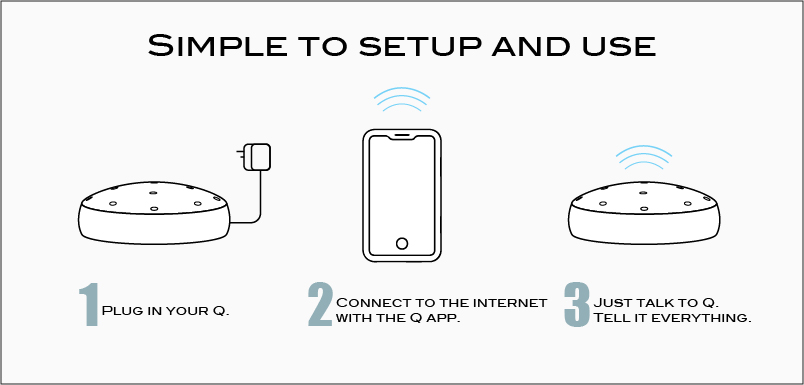 Simple to setup and use
1 Plug in your Q.
2 Connect to the internet
with the Q app.
3 Just talk to Q.
Tell it everything.